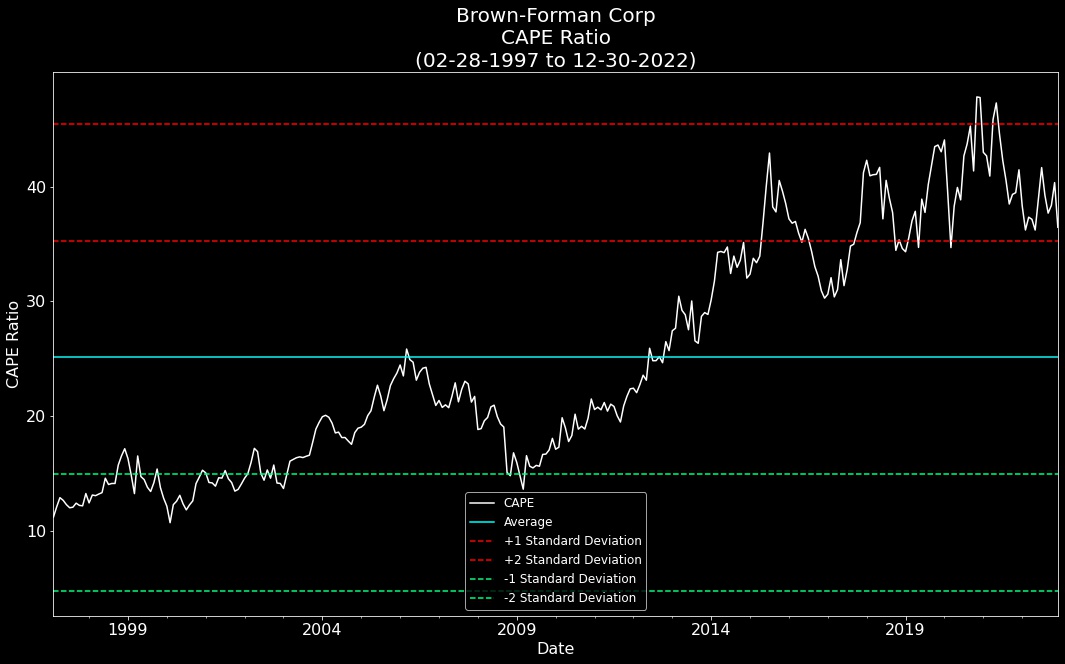 Brown-Forman Corp
CAPE Ratio
(02-28-1997 to 12-30-2022)
CAPE Ratio
40
30
20
10
CAPE
Average
+1 Standard Deviation
+2 Standard Deviation
-1 Standard Deviation
-2 Standard Deviation
1999 2004 2009 2014 2019
Date